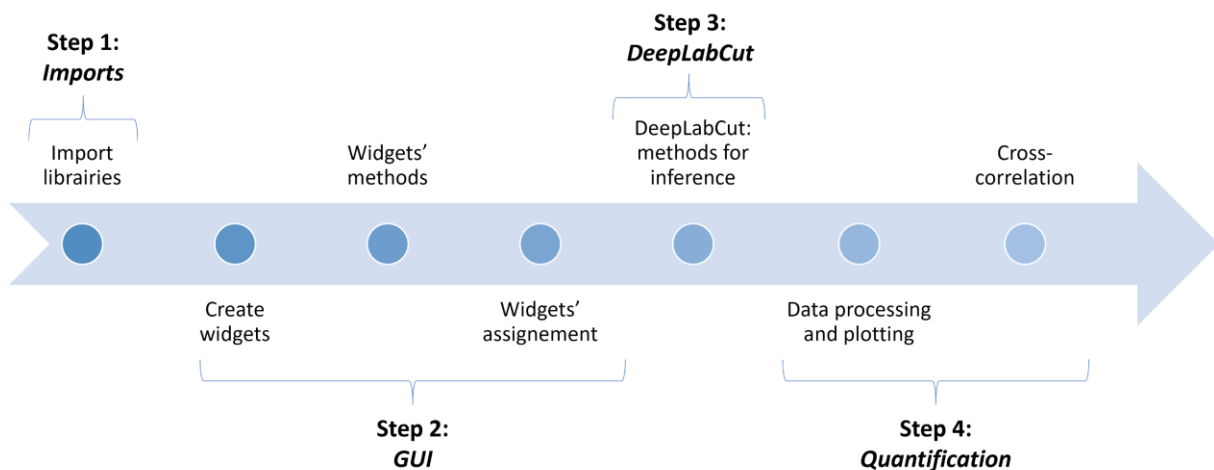 Step 1:
Imports
Import
librairies
Create
widgets
Widgets’
methods
Widgets’
assignement
Step 2:
GUI
Step 3:
DeepLabCut
DeepLabCut:
methods for
inference
Data processing
and plotting
Cross-
correlation
Step 4:
Quantification